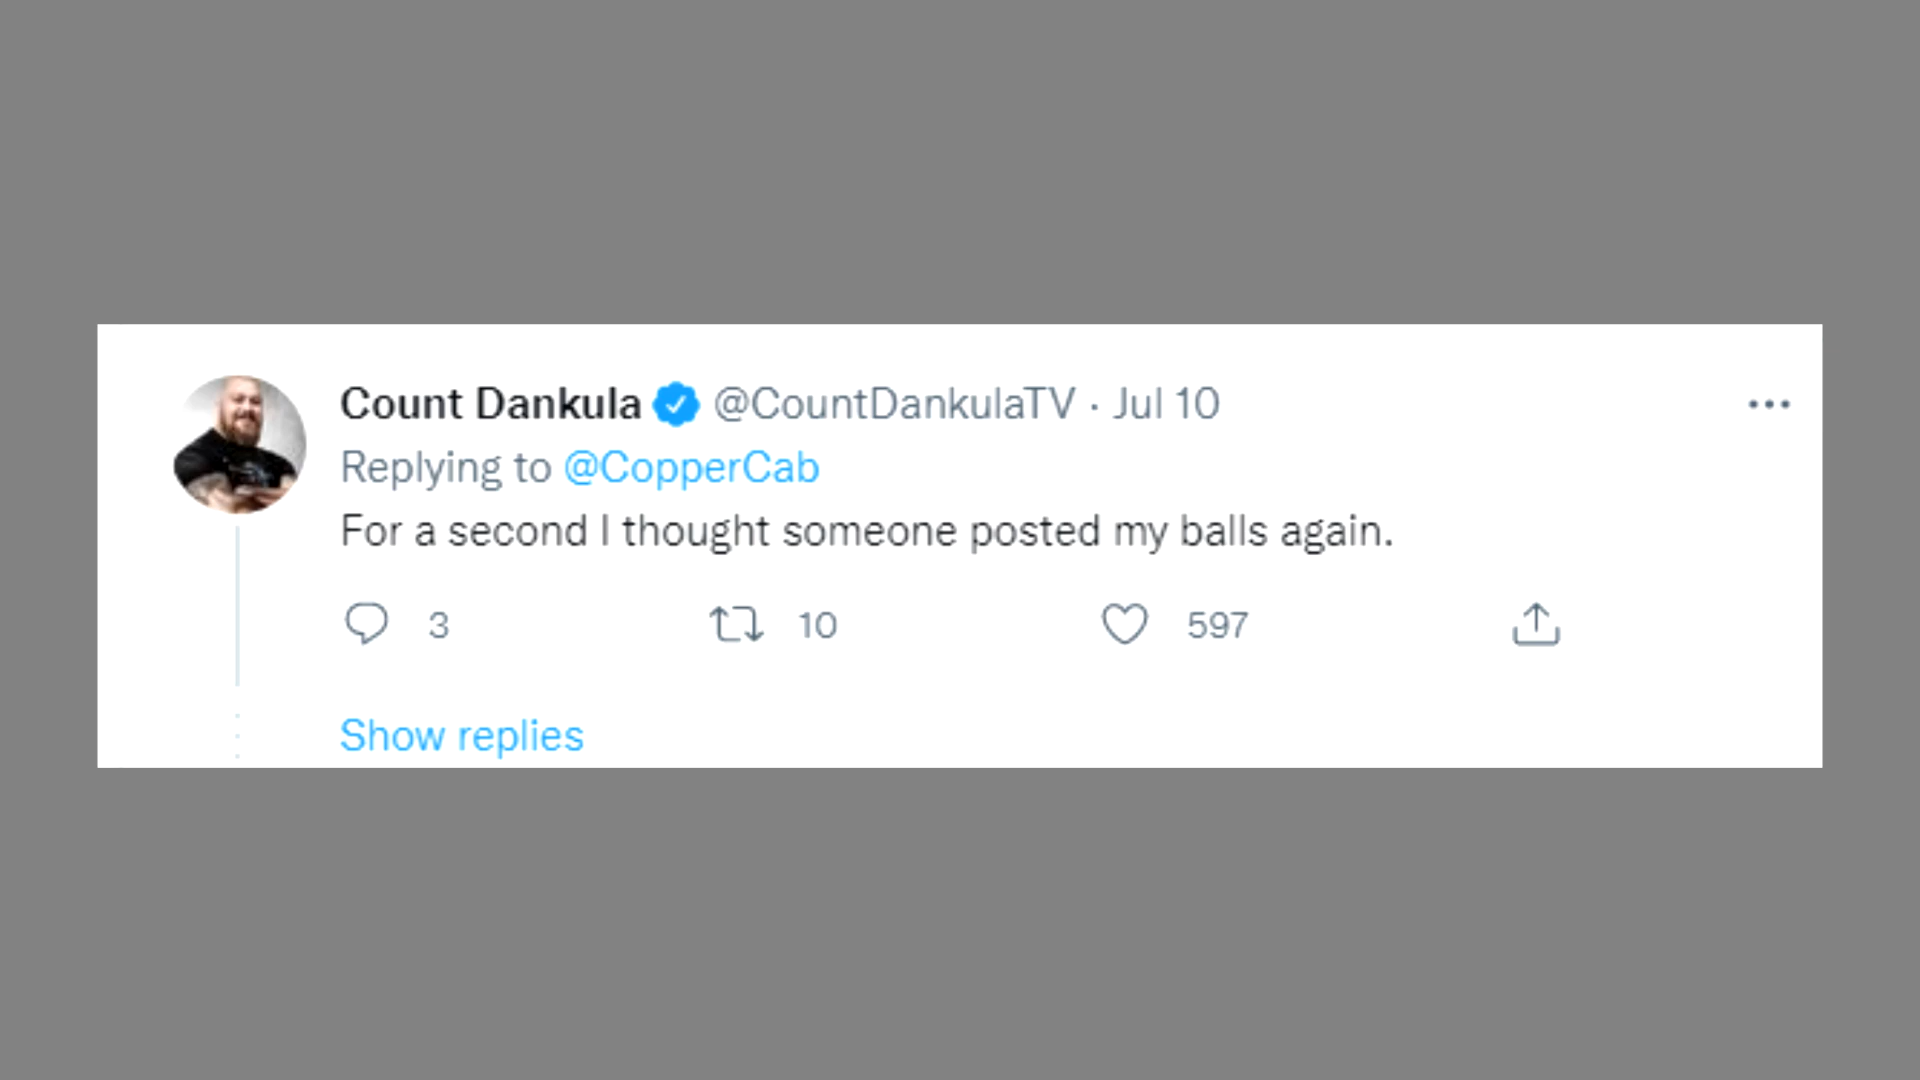 Count Dankula @CountDankulaTV · Jul 10
Replying to @CopperCab
For a second I thought someone posted my balls again.
3 10 597
Show replies